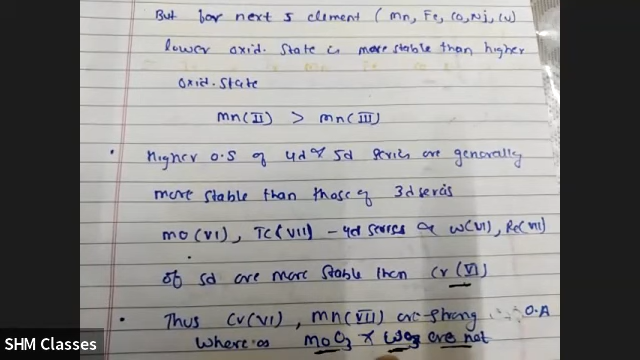 But for next 5 element ( Mn, Fe, Co, Ni, Cu)
lower oxid. State is more stable than higher
oxid. State
Mn(II) > Mn(III)
• Higher O.S of 4d & 5d series are generally
more stable than those of 3d series
Mo(VI), Tc(VII) - 4d series & W(VI), Re(VII)
of 5d are more stable then Cr(VI)
• Thus Cr(VI), Mn(VII) are strong O.A
where as MoO3 & WO3 are not
SHM Classes